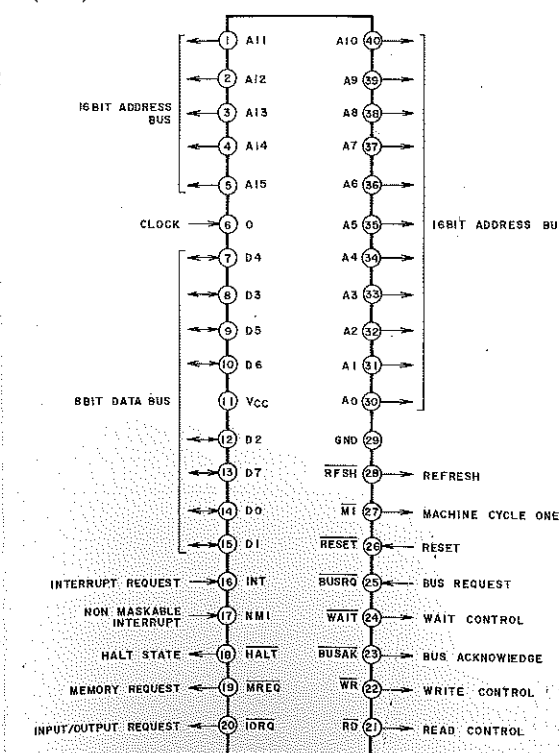 1 A11
A10 40
2 A12
A9 39
16BIT ADDRESS
BUS
3 A13
A8 38
4 A14
A7 37
5 A15
A6 36
CLOCK 6 0
A5 35
16BIT ADDRESS BU
7 D4
A4 34
8 D3
A3 33
9 D5
A2 32
10 D6
A1 31
8BIT DATA BUS
11 VCC
A0 30
12 D2
GND 29
13 D7
RFSH 28 REFRESH
14 D0
M1 27 MACHINE CYCLE ONE
15 D1
RESET 26 RESET
INTERRUPT REQUEST 16 INT
BUSRQ 25 BUS REQUEST
NON MASKABLE
INTERRUPT
17 NMI
WAIT 24 WAIT CONTROL
HALT STATE 18 HALT
BUSAK 23 BUS ACKNOWIEDGE
MEMORY REQUEST 19 MREQ
WR 22 WRITE CONTROL
INPUT/OUTPUT REQUEST 20 IORQ
RD 21 READ CONTROL